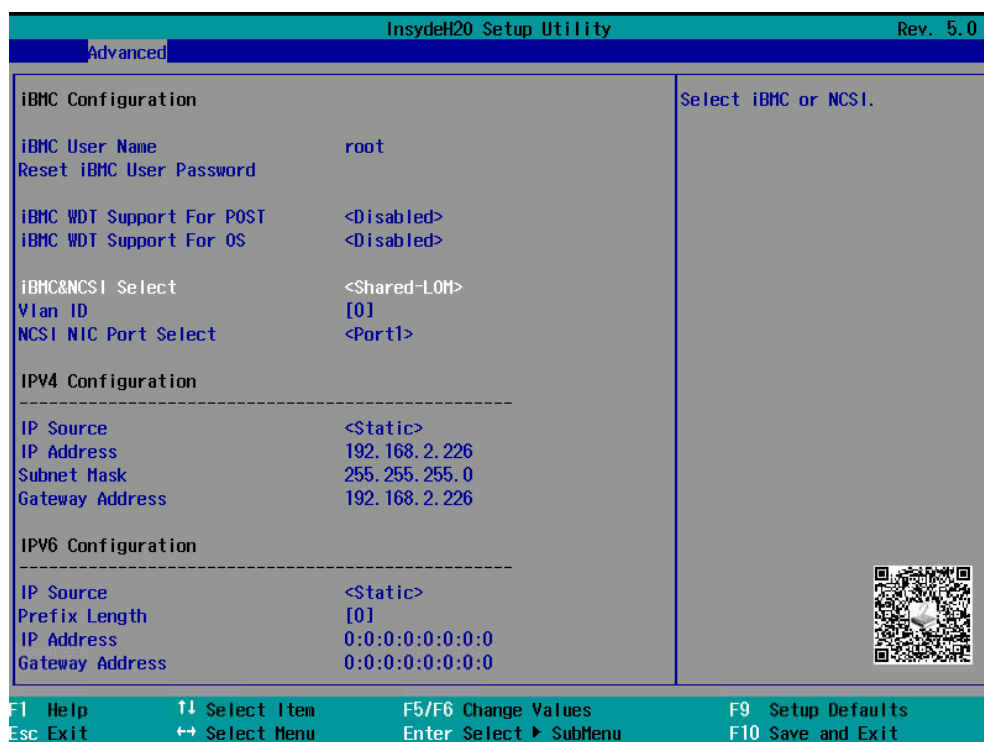 InsydeH20 Setup Utility Rev. 5.0
Advanced
iBMC Configuration
Select iBMC or NCSI.
iBMC User Name root
Reset iBMC User Password
iBMC WDT Support For POST <Disabled>
iBMC WDT Support For OS <Disabled>
iBMC&NCSI Select <Shared-LOM>
Vlan ID [0]
NCSI NIC Port Select <Port1>
IPV4 Configuration
--------------------------------------------------
IP Source <Static>
IP Address 192.168.2.226
Subnet Mask 255.255.255.0
Gateway Address 192.168.2.226
IPV6 Configuration
--------------------------------------------------
IP Source <Static>
Prefix Length [0]
IP Address 0:0:0:0:0:0:0:0
Gateway Address 0:0:0:0:0:0:0:0
F1 Help ↑↓ Select Item F5/F6 Change Values F9 Setup Defaults
Esc Exit ↔ Select Menu Enter Select ▶ SubMenu F10 Save and Exit